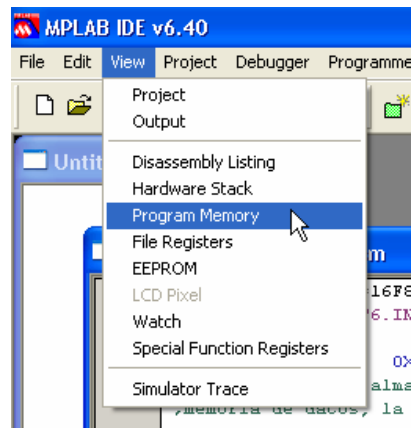 MPLAB IDE v6.40
File Edit View Project Debugger Programme
Project
Output
Untit
Disassembly Listing
Hardware Stack
Program Memory
File Registers
m
EEPROM
16F8
LCD Pixel
6.IN
Watch
Special Function Registers
0X
Simulator Trace
alma
;memoria de datos, la